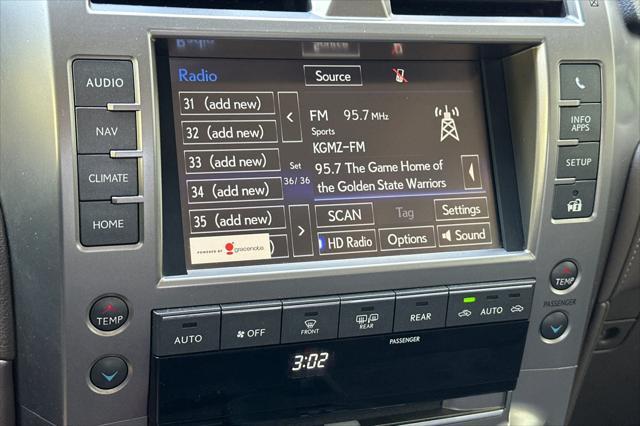 AUDIO
NAV
CLIMATE
HOME
Radio
Source
31 (add new)
32 (add new)
33 (add new)
34 (add new)
35 (add new)
POWERED BY gracenote
Set
36/36
FM 95.7 MHz
Sports
KGMZ-FM
95.7 The Game Home of
the Golden State Warriors
SCAN
Tag
Settings
HD Radio
Options
Sound
INFO
APPS
SETUP
TEMP
AUTO
OFF
FRONT
REAR
REAR
AUTO
PASSENGER
3:02
TEMP
PASSENGER